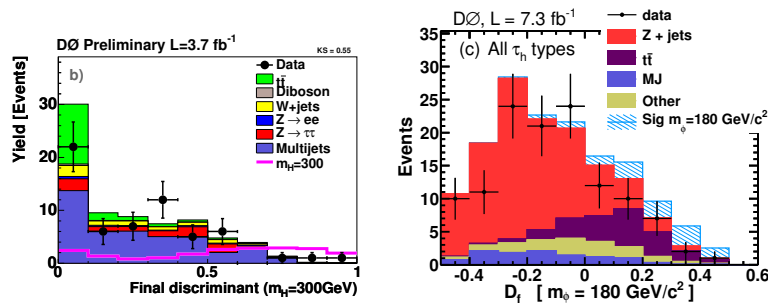 DØ Preliminary L=3.7 fb⁻¹
KS = 0.55
b)
Data
tt̄
Diboson
W+jets
Z→ee
Z→ττ
Multijets
m_H=300
Yield [Events]
40
30
20
10
0
0
0.5
1
Final discriminant (m_H=300GeV)
DØ, L = 7.3 fb⁻¹
(c) All τ_h types
data
Z + jets
tt̄
MJ
Other
Sig m_φ=180 GeV/c²
Events
35
30
25
20
15
10
5
0
-0.4
-0.2
0
0.2
0.4
D_f [ m_φ = 180 GeV/c² ]